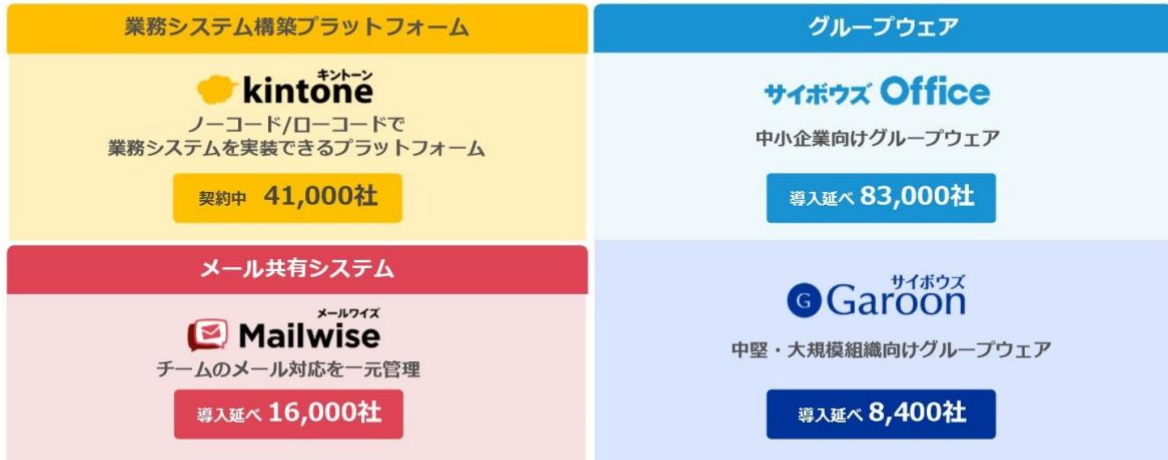 業務システム構築プラットフォーム
キントーン
kintone
ノーコード/ローコードで
業務システムを実装できるプラットフォーム
契約中 41,000社
グループウェア
サイボウズ Office
中小企業向けグループウェア
導入延べ 83,000社
メール共有システム
メールワイズ
Mailwise
チームのメール対応を一元管理
導入延べ 16,000社
サイボウズ
G Garoon
中堅・大規模組織向けグループウェア
導入延べ 8,400社